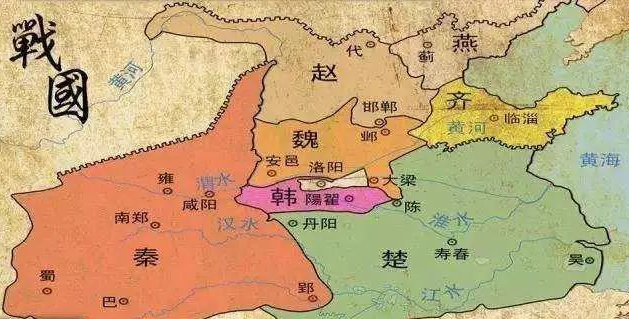 戰國
黄河
赵
代
燕
蓟
邯郸
邺
齐
临淄
黄河
黄海
魏
安邑
洛阳
大梁
韩
陽翟
陈
雍
渭水
咸阳
南郑
汉水
丹阳
淮水
秦
楚
寿春
吴
蜀
巴
郢
江水